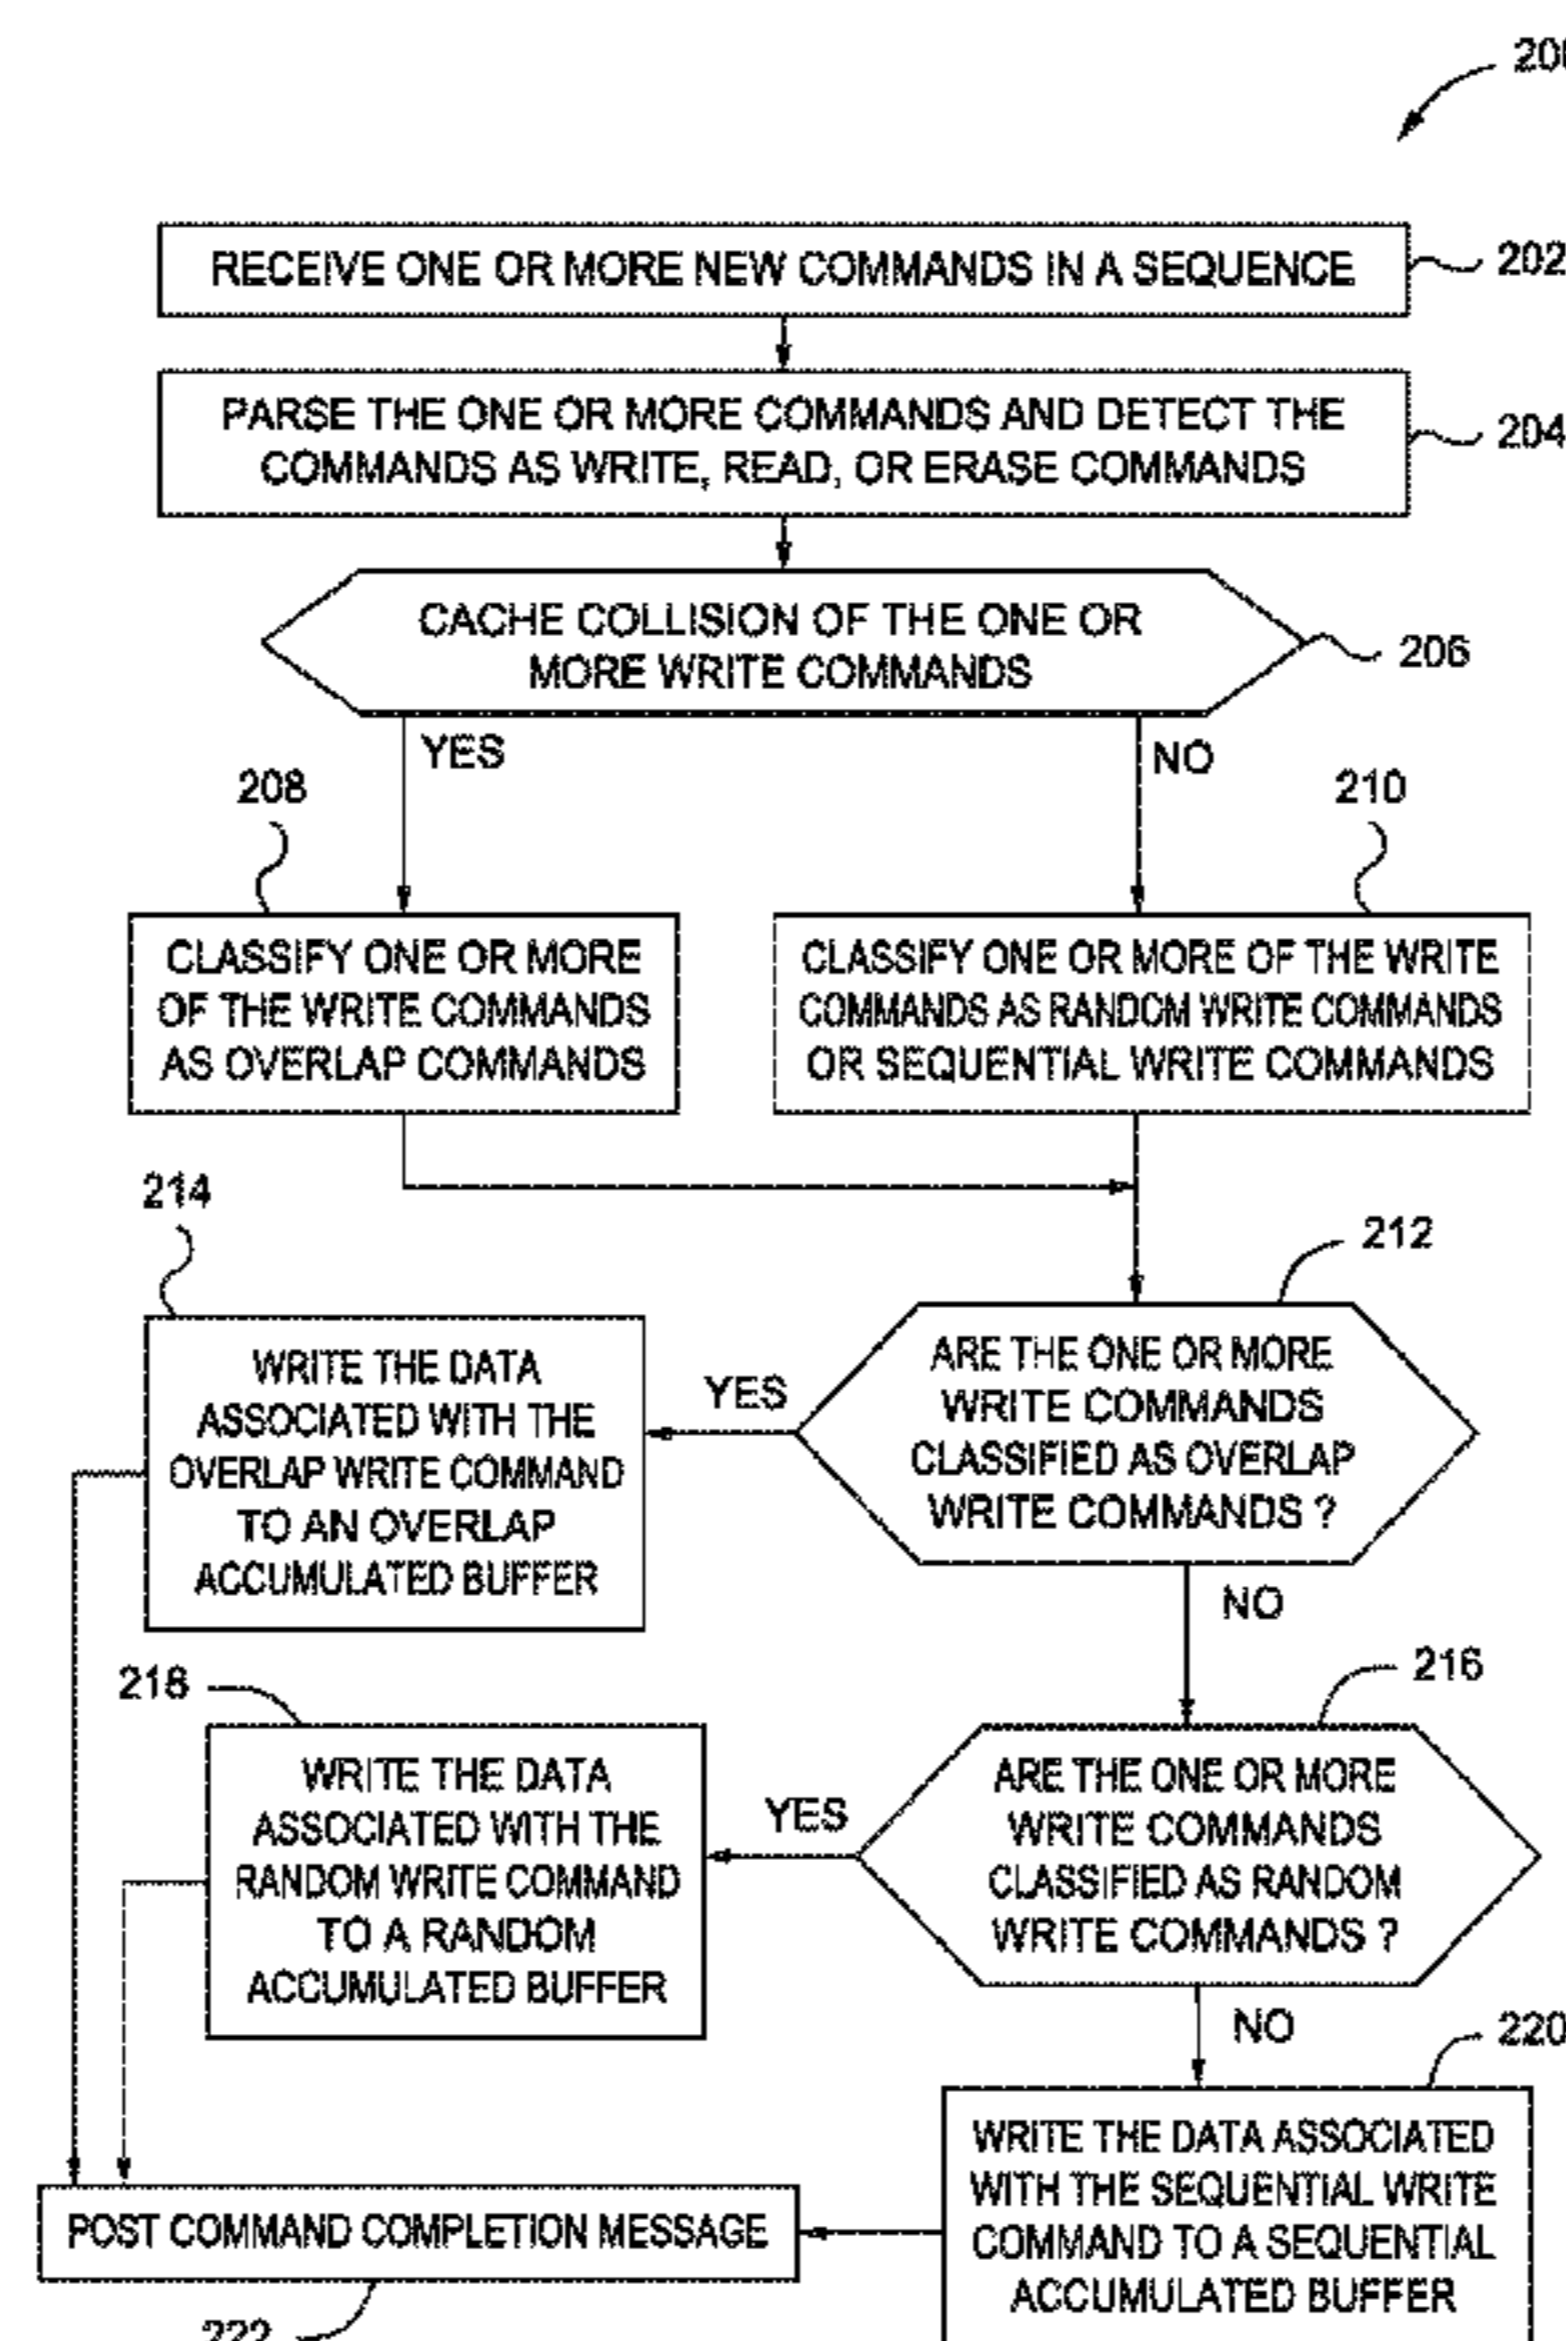 202
RECEIVE ONE OR MORE NEW COMMANDS IN A SEQUENCE
204
PARSE THE ONE OR MORE COMMANDS AND DETECT THE
COMMANDS AS WRITE, READ, OR ERASE COMMANDS
206
CACHE COLLISION OF THE ONE OR
MORE WRITE COMMANDS
YES
NO
208
CLASSIFY ONE OR MORE
OF THE WRITE COMMANDS
AS OVERLAP COMMANDS
210
CLASSIFY ONE OR MORE OF THE WRITE
COMMANDS AS RANDOM WRITE COMMANDS
OR SEQUENTIAL WRITE COMMANDS
212
ARE THE ONE OR MORE
WRITE COMMANDS
CLASSIFIED AS OVERLAP
WRITE COMMANDS ?
YES
NO
214
WRITE THE DATA
ASSOCIATED WITH THE
OVERLAP WRITE COMMAND
TO AN OVERLAP
ACCUMULATED BUFFER
216
ARE THE ONE OR MORE
WRITE COMMANDS
CLASSIFIED AS RANDOM
WRITE COMMANDS ?
YES
NO
218
WRITE THE DATA
ASSOCIATED WITH THE
RANDOM WRITE COMMAND
TO A RANDOM
ACCUMULATED BUFFER
220
WRITE THE DATA ASSOCIATED
WITH THE SEQUENTIAL WRITE
COMMAND TO A SEQUENTIAL
ACCUMULATED BUFFER
POST COMMAND COMPLETION MESSAGE
222